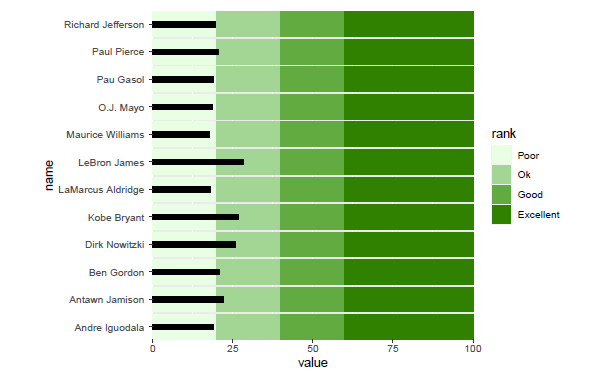 Richard Jefferson
Paul Pierce
Pau Gasol
O.J. Mayo
Maurice Williams
LeBron James
LaMarcus Aldridge
Kobe Bryant
Dirk Nowitzki
Ben Gordon
Antawn Jamison
Andre Iguodala
name
0 25 50 75 100
value
rank
Poor
Ok
Good
Excellent